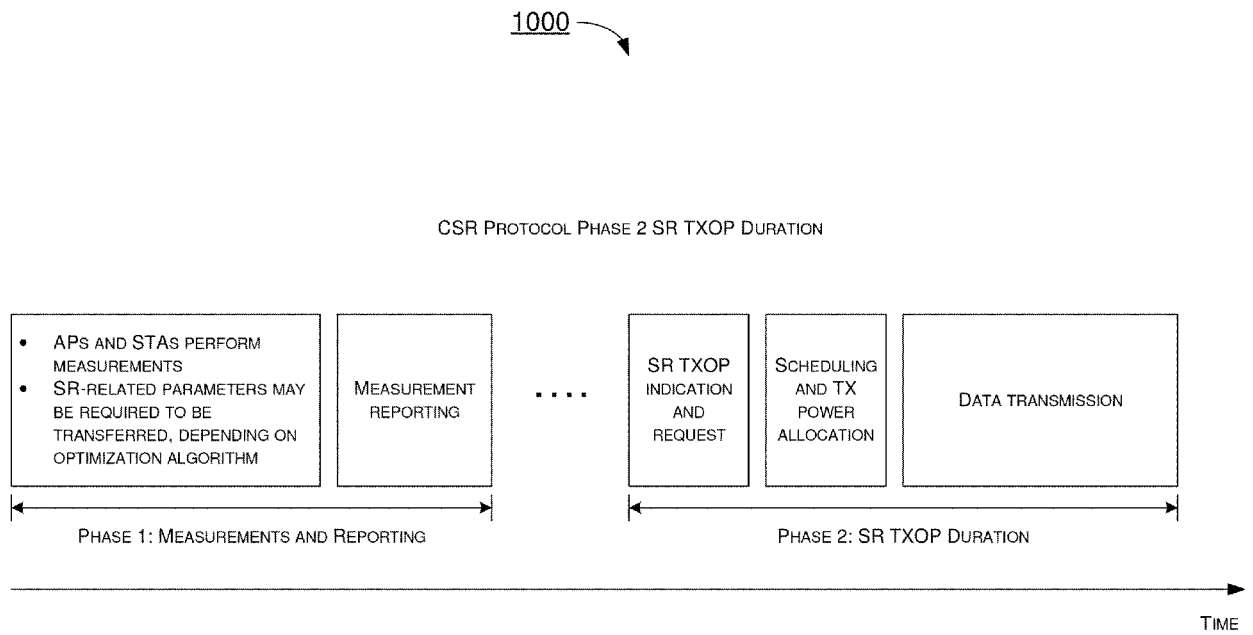 1000
CSR PROTOCOL PHASE 2 SR TXOP DURATION
• APS AND STAS PERFORM
MEASUREMENTS
• SR-RELATED PARAMETERS MAY
BE REQUIRED TO BE
TRANSFERRED, DEPENDING ON
OPTIMIZATION ALGORITHM
MEASUREMENT
REPORTING
....
SR TXOP
INDICATION
AND
REQUEST
SCHEDULING
AND TX
POWER
ALLOCATION
DATA TRANSMISSION
PHASE 1: MEASUREMENTS AND REPORTING
PHASE 2: SR TXOP DURATION
TIME